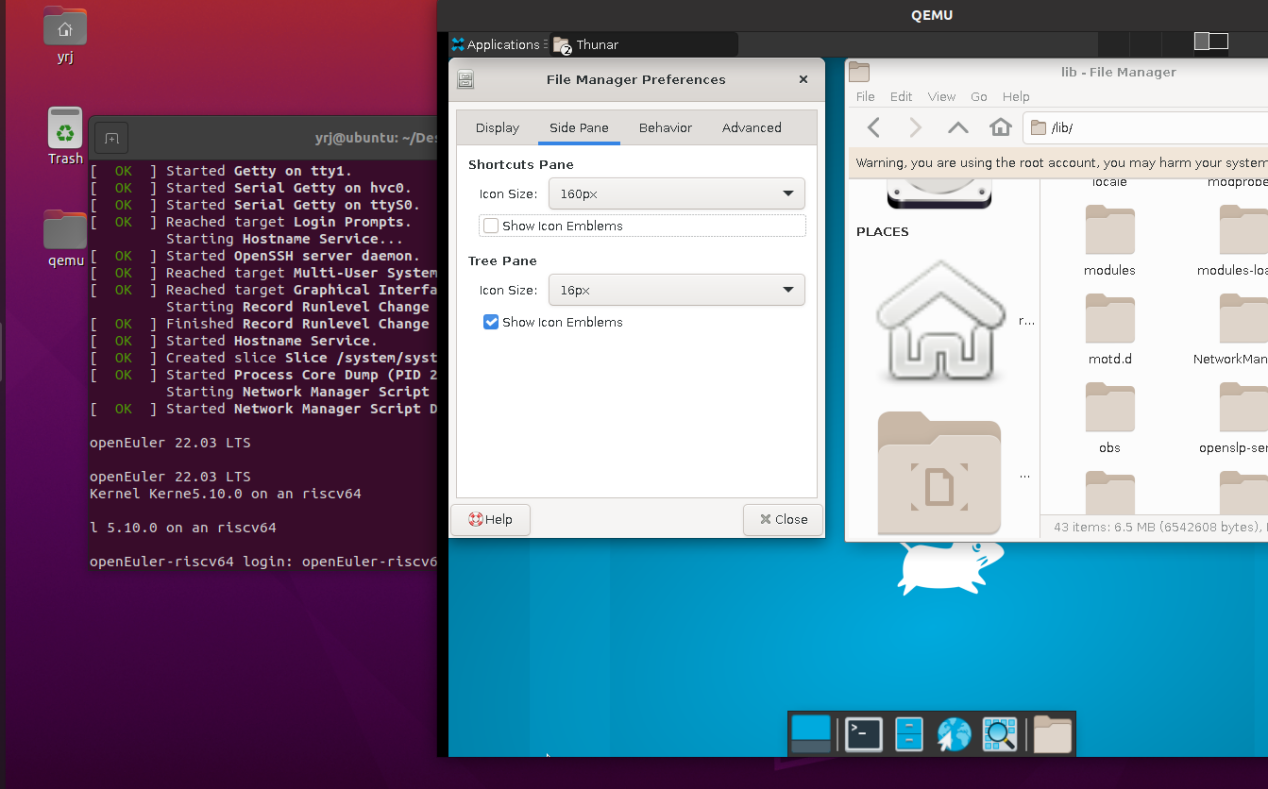 yrj
Trash
qemu
yrj@ubuntu: ~/Des
[  OK  ] Started Getty on tty1.
[  OK  ] Started Serial Getty on hvc0.
[  OK  ] Started Serial Getty on ttyS0.
[  OK  ] Reached target Login Prompts.
Starting Hostname Service...
[  OK  ] Started OpenSSH server daemon.
[  OK  ] Reached target Multi-User System
[  OK  ] Reached target Graphical Interfa
Starting Record Runlevel Change
[  OK  ] Finished Record Runlevel Change
[  OK  ] Started Hostname Service.
[  OK  ] Created slice Slice /system/syst
[  OK  ] Started Process Core Dump (PID 2
Starting Network Manager Script
[  OK  ] Started Network Manager Script D
openEuler 22.03 LTS
openEuler 22.03 LTS
Kernel Kerne5.10.0 on an riscv64
l 5.10.0 on an riscv64
openEuler-riscv64 login: openEuler-riscv6
QEMU
Applications
2
Thunar
File Manager Preferences
Display Side Pane Behavior Advanced
Shortcuts Pane
Icon Size: 160px
Show Icon Emblems
Tree Pane
Icon Size: 16px
Show Icon Emblems
Help
Close
lib - File Manager
File Edit View Go Help
/lib/
Warning, you are using the root account, you may harm your system
PLACES
r...
...
locale modprobe
modules modules-loa
motd.d NetworkMan
obs openslp-ser
43 items: 6.5 MB (6542608 bytes),